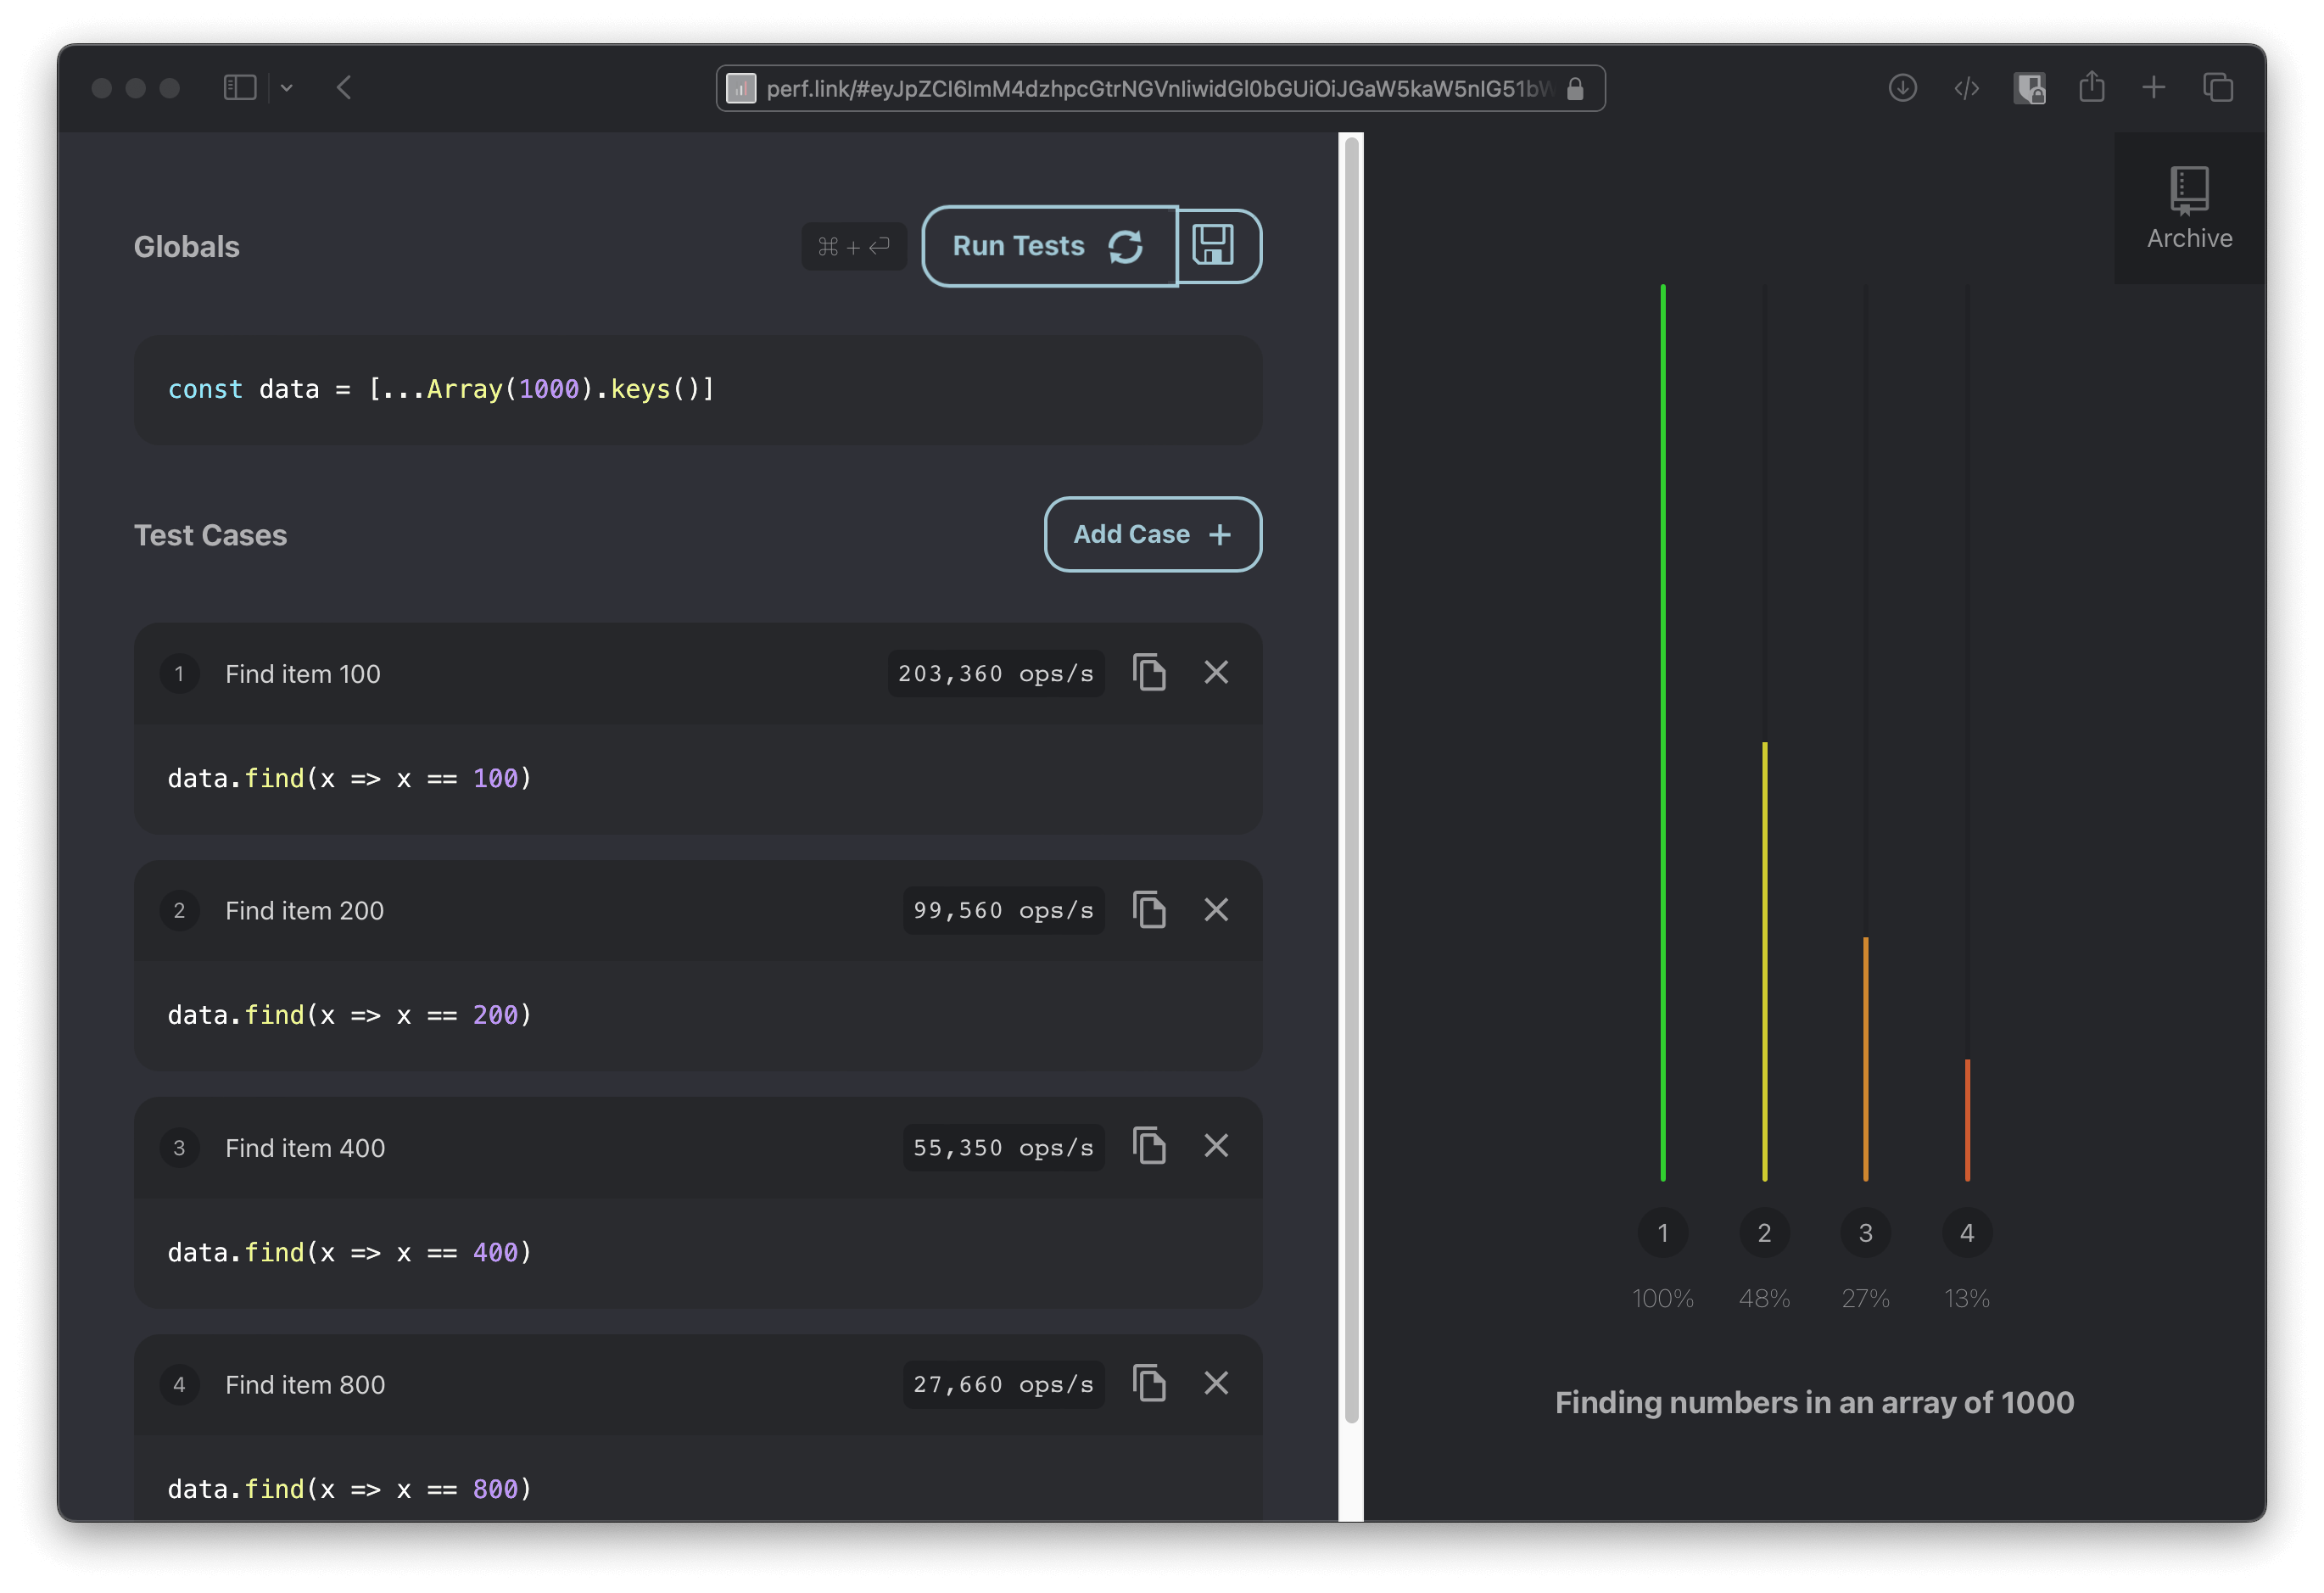 perf.link/#eyJpZCI6ImM4dzhpcGtrNGVnIiwidGl0bGUiOiJGaW5kaW5nIG51bW
Archive
Globals
⌘ + ⏎
Run Tests
const data = [...Array(1000).keys()]
Test Cases
Add Case +
1 Find item 100 203,360 ops/s
data.find(x => x == 100)
2 Find item 200 99,560 ops/s
data.find(x => x == 200)
3 Find item 400 55,350 ops/s
data.find(x => x == 400)
4 Find item 800 27,660 ops/s
data.find(x => x == 800)
1 2 3 4
100% 48% 27% 13%
Finding numbers in an array of 1000